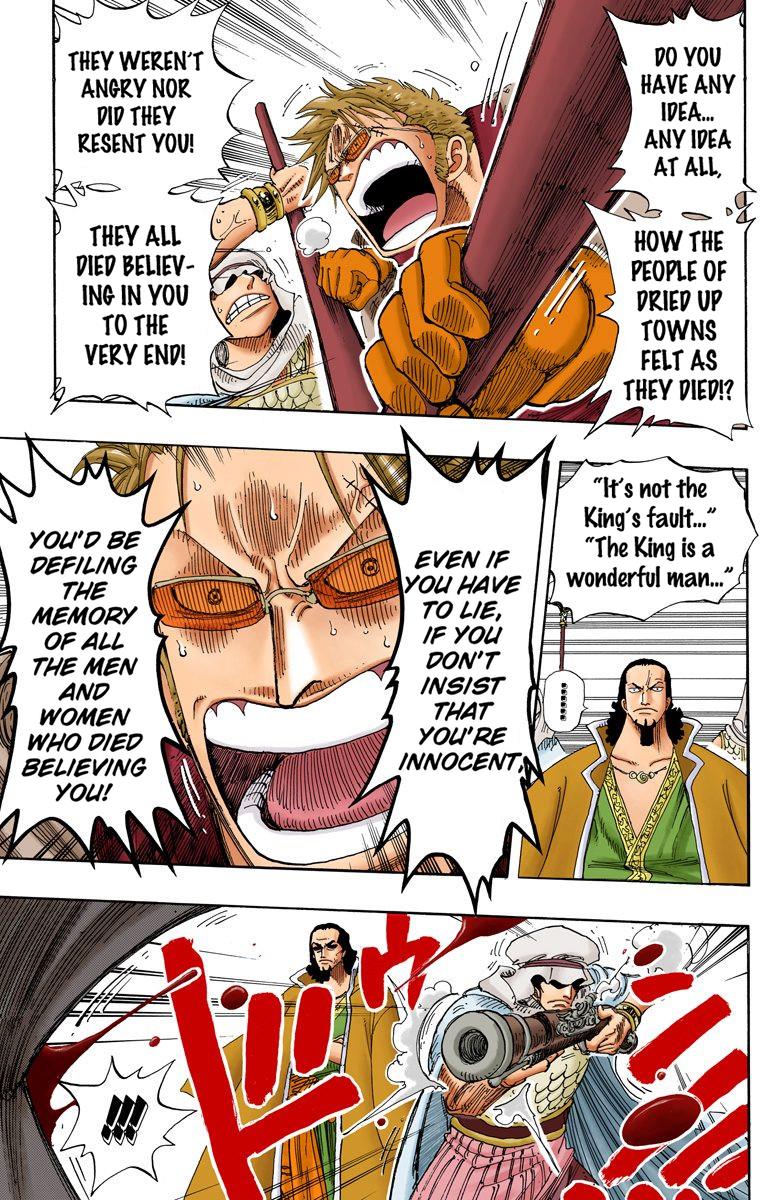 DO YOU
HAVE ANY
IDEA...
ANY IDEA
AT ALL,
HOW THE
PEOPLE OF
DRIED UP
TOWNS
FELT AS
THEY DIED!?
THEY WEREN'T
ANGRY NOR
DID THEY
RESENT YOU!
THEY ALL
DIED BELIEV-
ING IN YOU
TO THE
VERY END!
"It's not the
King's fault..."
"The King is a
wonderful man..."
......
EVEN IF
YOU HAVE
TO LIE,
IF YOU
DON'T
INSIST
THAT
YOU'RE
INNOCENT,
YOU'D BE
DEFILING
THE
MEMORY
OF ALL
THE MEN
AND
WOMEN
WHO DIED
BELIEVING
YOU!
ドゥン
!!!